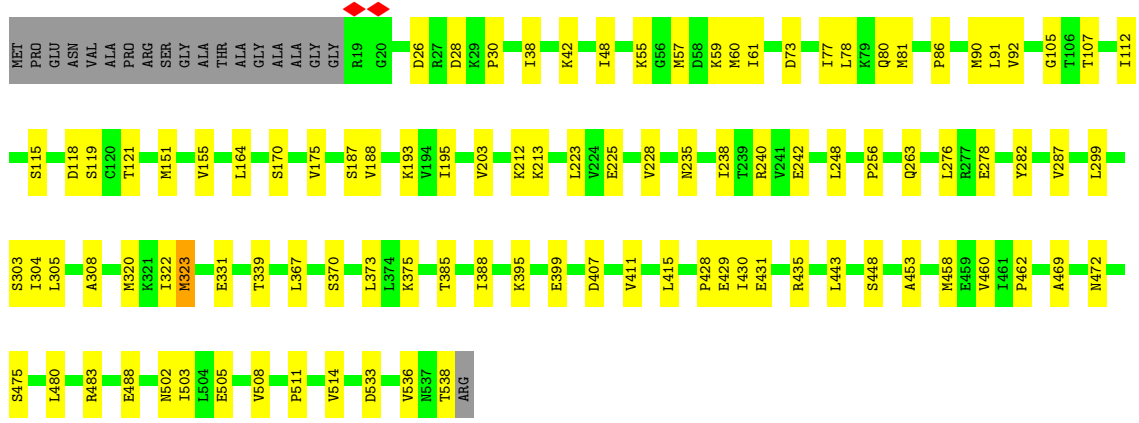 MET PRO GLU ASN VAL ALA PRO ARG SER GLY ALA THR ALA GLY ALA ALA ALA GLY GLY R19 G20 D26 R27 D28 K29 P30 I38 K42 I48 K55 G56 M57 D58 K59 M60 I61 D73 I77 L78 K79 Q80 M81 P86 M90 L91 V92 G105 T106 T107 I112
S115 D118 S119 C120 T121 M151 V155 L164 S170 V175 S187 V188 K193 V194 I195 V203 K212 K213 L223 V224 E225 V228 N235 I238 T239 R240 V241 E242 L248 P256 Q263 L276 R277 E278 Y282 V287 L299
S303 I304 L305 A308 M320 K321 I322 M323 E331 T339 L367 S370 L373 L374 K375 T385 I388 K395 E399 D407 V411 L415 P428 E429 I430 E431 R435 L443 S448 A453 M458 E459 V460 I461 P462 A469 N472
S475 L480 R483 E488 N502 I503 L504 E505 V508 P511 V514 D533 V536 N537 T538 ARG